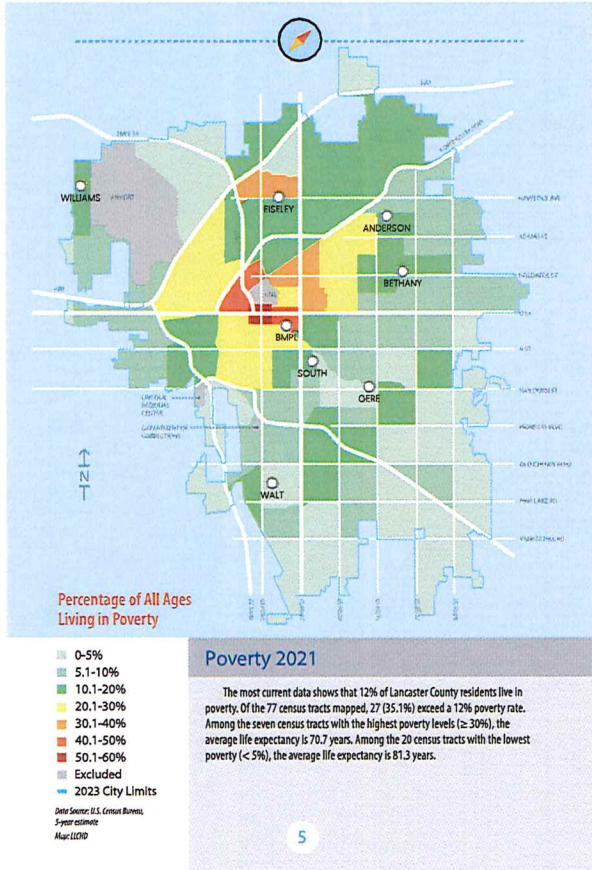 WILLIAMS
AIRPORT
EISELEY
ANDERSON
BETHANY
BMPL
SOUTH
GERE
WALT
LINCOLN
REGIONAL
CENTER
N
Percentage of All Ages
Living in Poverty
0-5%
5.1-10%
10.1-20%
20.1-30%
30.1-40%
40.1-50%
50.1-60%
Excluded
2023 City Limits
Data Source: U.S. Census Bureau,
5-year estimate
Map: LLCHD
Poverty 2021
The most current data shows that 12% of Lancaster County residents live in
poverty. Of the 77 census tracts mapped, 27 (35.1%) exceed a 12% poverty rate.
Among the seven census tracts with the highest poverty levels (≥ 30%), the
average life expectancy is 70.7 years. Among the 20 census tracts with the lowest
poverty (< 5%), the average life expectancy is 81.3 years.
5